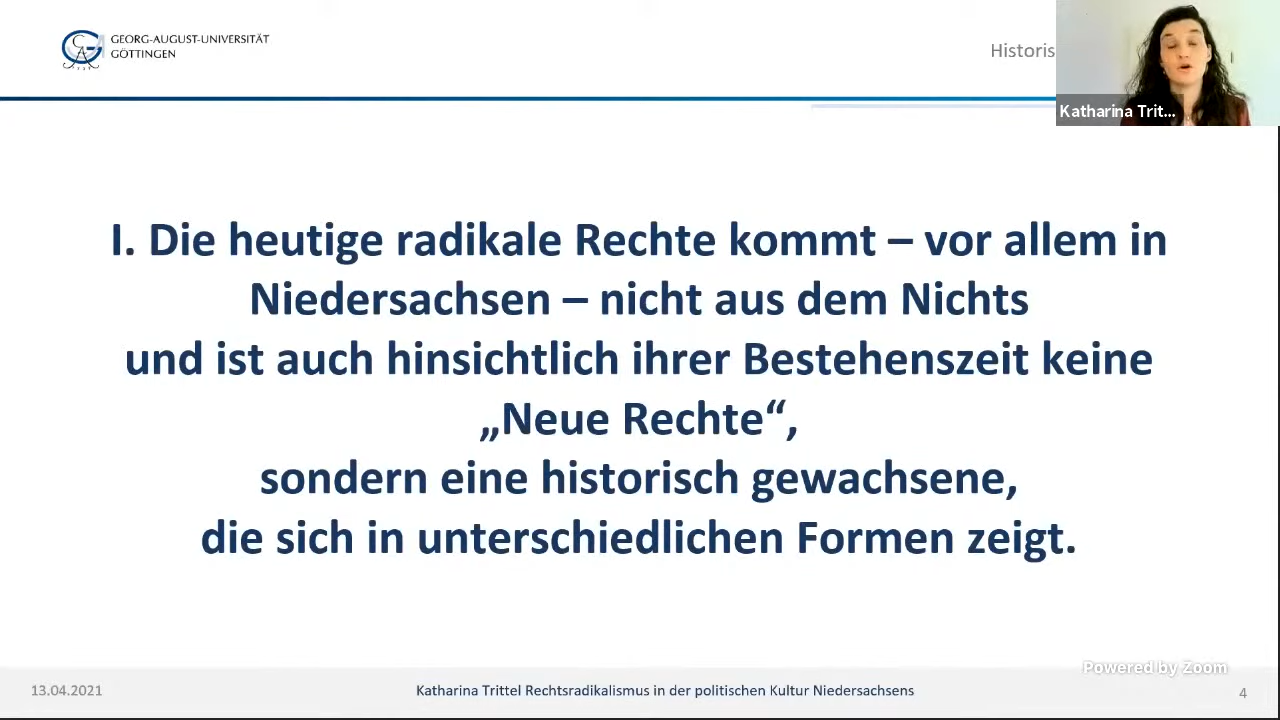 GEORG-AUGUST-UNIVERSITÄT
GÖTTINGEN
Historis
Katharina Trit...
I. Die heutige radikale Rechte kommt – vor allem in
Niedersachsen – nicht aus dem Nichts
und ist auch hinsichtlich ihrer Bestehenszeit keine
„Neue Rechte“,
sondern eine historisch gewachsene,
die sich in unterschiedlichen Formen zeigt.
Powered by Zoom
13.04.2021
Katharina Trittel Rechtsradikalismus in der politischen Kultur Niedersachsens
4